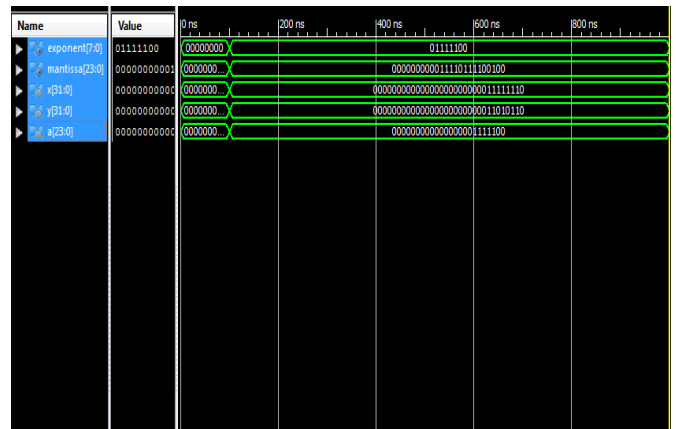 Name Value 0 ns 200 ns 400 ns 600 ns 800 ns
exponent[7:0] 01111100 00000000 01111100
mantissa[23:0] 00000000001 0000000... 000000000011110111100100
x[31:0] 00000000000 0000000... 00000000000000000000000011111110
y[31:0] 00000000000 0000000... 00000000000000000000000011010110
a[23:0] 00000000000 0000000... 000000000000000001111100